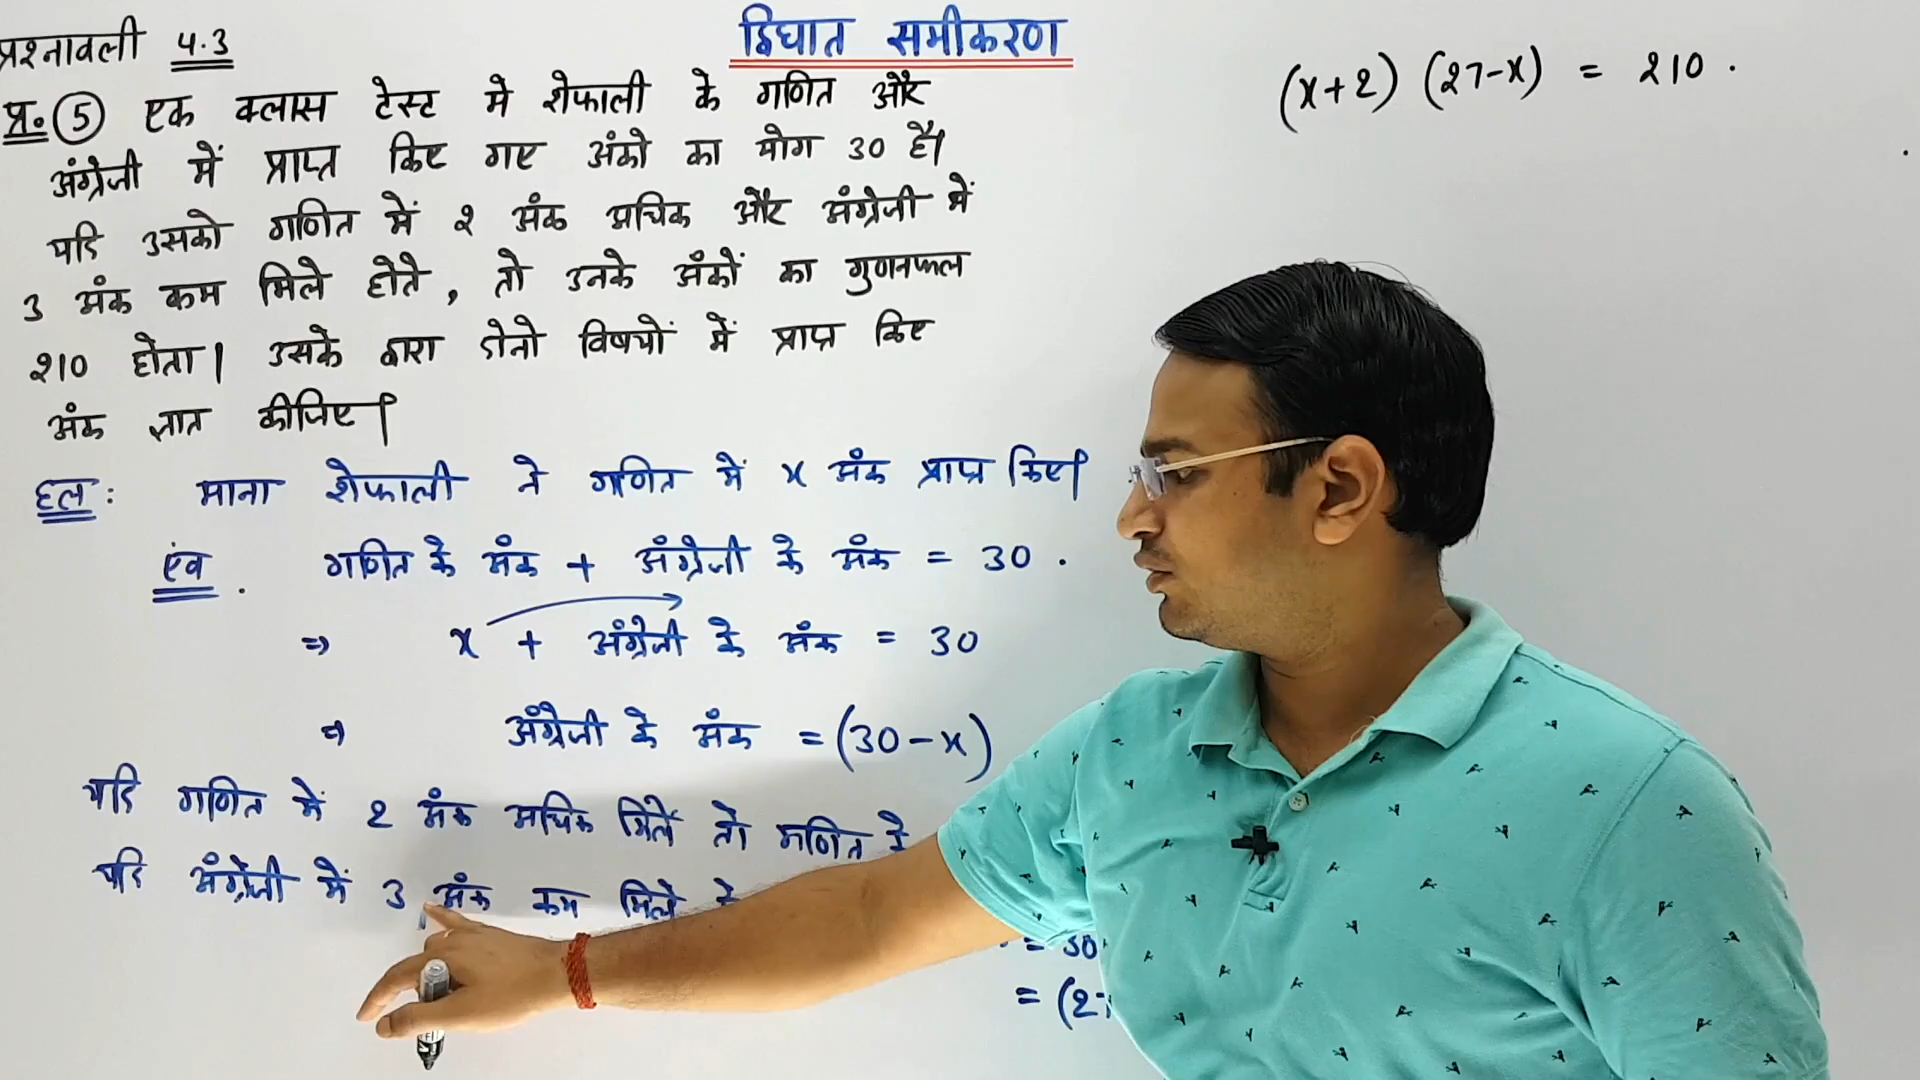 द्विघात समीकरण
प्रश्नावली 4.3
प्र. 5 एक क्लास टेस्ट मे शेफाली के गणित और
अंग्रेजी में प्राप्त किए गए अंको का योग 30 है।
यदि उसको गणित में 2 अंक अधिक और अंग्रेजी में
3 अंक कम मिले होते, तो उनके अंकों का गुणनफल
210 होता। उसके द्वारा दोनो विषयों में प्राप्त किए
अंक ज्ञात कीजिए।
हल: माना शेफाली ने गणित में x अंक प्राप्त किए।
एंव. गणित के अंक + अंग्रेजी के अंक = 30.
⇒ x + अंग्रेजी के अंक = 30
⇒ अंग्रेजी के अंक = (30-x)
यदि गणित में 2 अंक अधिक मिलें तो गणित के
यदि अंग्रेजी में 3 अंक कम मिले
= 30
= (27
(x+2) (27-x) = 210.